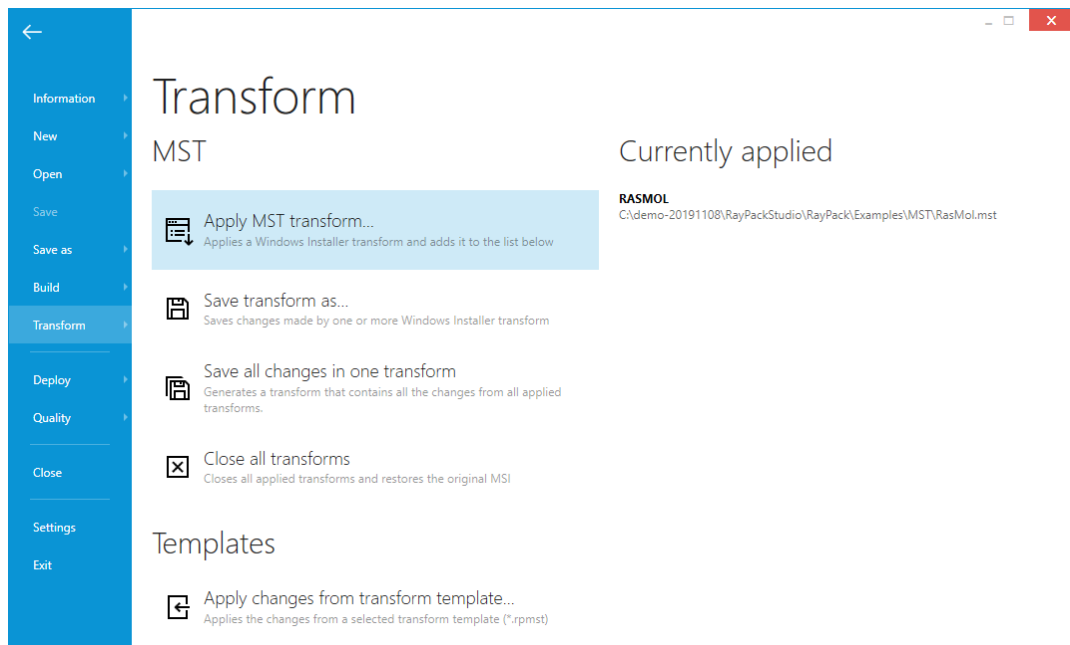 Information
New
Open
Save
Save as
Build
Transform
Deploy
Quality
Close
Settings
Exit
Transform
MST
Apply MST transform...
Applies a Windows Installer transform and adds it to the list below
Save transform as...
Saves changes made by one or more Windows Installer transform
Save all changes in one transform
Generates a transform that contains all the changes from all applied
transforms.
Close all transforms
Closes all applied transforms and restores the original MSI
Templates
Apply changes from transform template...
Applies the changes from a selected transform template (*.rpmst)
Currently applied
RASMOL
C:\demo-20191108\RayPackStudio\RayPack\Examples\MST\RasMol.mst